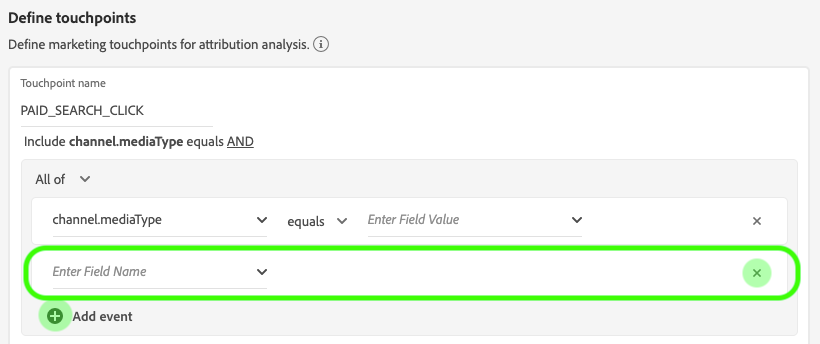 Define touchpoints
Define marketing touchpoints for attribution analysis.
Touchpoint name
PAID_SEARCH_CLICK
Include channel.mediaType equals AND
All of
channel.mediaType equals Enter Field Value
Enter Field Name
Add event